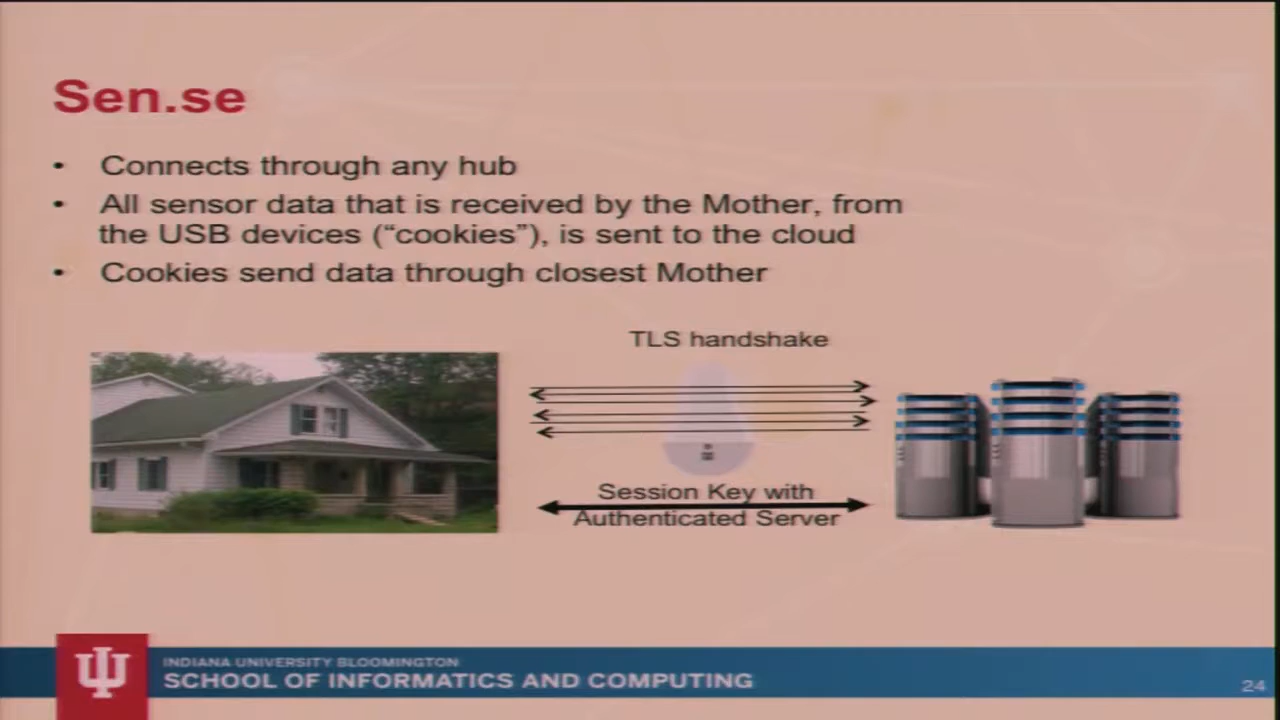 Sen.se
• Connects through any hub
• All sensor data that is received by the Mother, from
the USB devices (“cookies”), is sent to the cloud
• Cookies send data through closest Mother
TLS handshake
Session Key with
Authenticated Server
INDIANA UNIVERSITY BLOOMINGTON
SCHOOL OF INFORMATICS AND COMPUTING
24